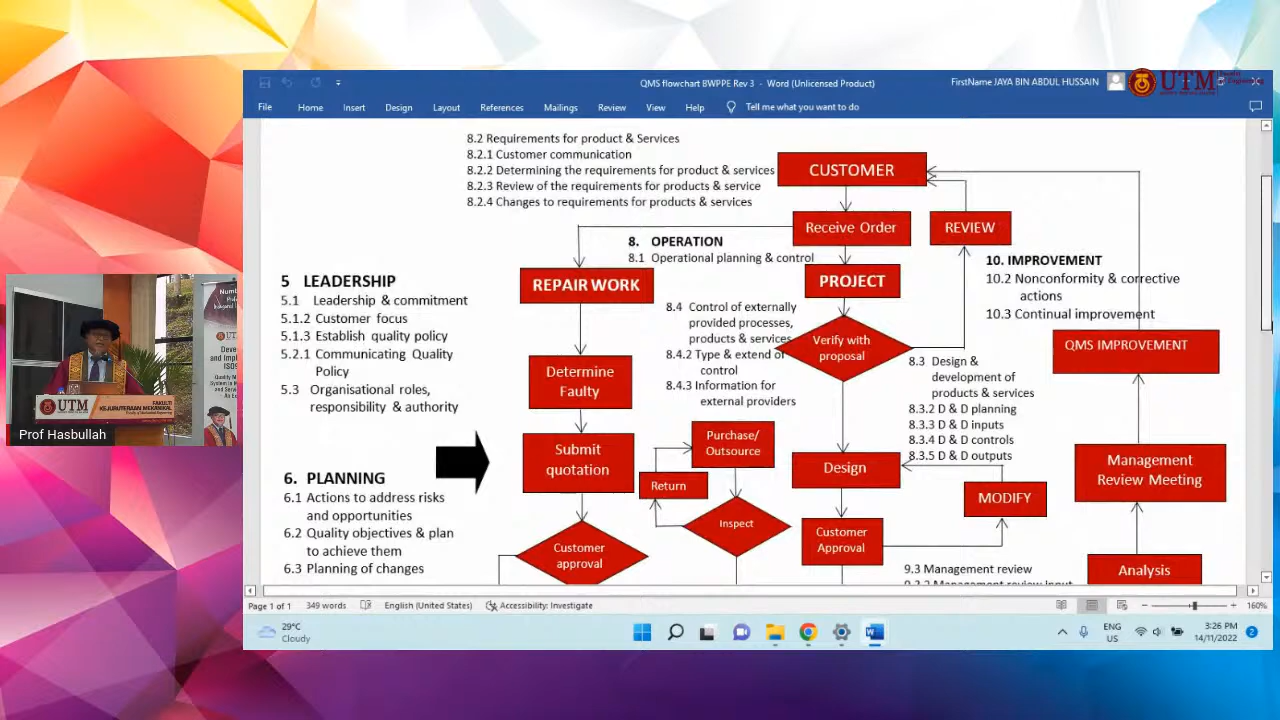 QMS flowchart BWPPE Rev 3 - Word (Unlicensed Product)
FirstName JAYA BIN ABDUL HUSSAIN
UTM
File Home Insert Design Layout References Mailings Review View Help Tell me what you want to do
8.2 Requirements for product & Services
8.2.1 Customer communication
8.2.2 Determining the requirements for product & services
8.2.3 Review of the requirements for products & service
8.2.4 Changes to requirements for products & services
CUSTOMER
Receive Order
REVIEW
8. OPERATION
8.1 Operational planning & control
REPAIR WORK
PROJECT
10. IMPROVEMENT
10.2 Nonconformity & corrective
actions
10.3 Continual improvement
5 LEADERSHIP
5.1 Leadership & commitment
5.1.2 Customer focus
5.1.3 Establish quality policy
5.2.1 Communicating Quality
Policy
5.3 Organisational roles,
responsibility & authority
8.4 Control of externally
provided processes,
products & services
8.4.2 Type & extend of
control
8.4.3 Information for
external providers
Verify with
proposal
QMS IMPROVEMENT
8.3 Design &
development of
products & services
8.3.2 D & D planning
8.3.3 D & D inputs
8.3.4 D & D controls
8.3.5 D & D outputs
Determine
Faulty
Submit
quotation
Purchase/
Outsource
Return
Inspect
Design
MODIFY
Management
Review Meeting
6. PLANNING
6.1 Actions to address risks
and opportunities
6.2 Quality objectives & plan
to achieve them
6.3 Planning of changes
Customer
approval
Customer
Approval
9.3 Management review
9.3.2 Management review input
Analysis
UTM
FAKULTI
KEJURUTERAAN MEKANIKAL
Prof Hasbullah
Page 1 of 1 349 words English (United States) Accessibility: Investigate 160%
29°C
Cloudy
ENG
US
3:26 PM
14/11/2022
2